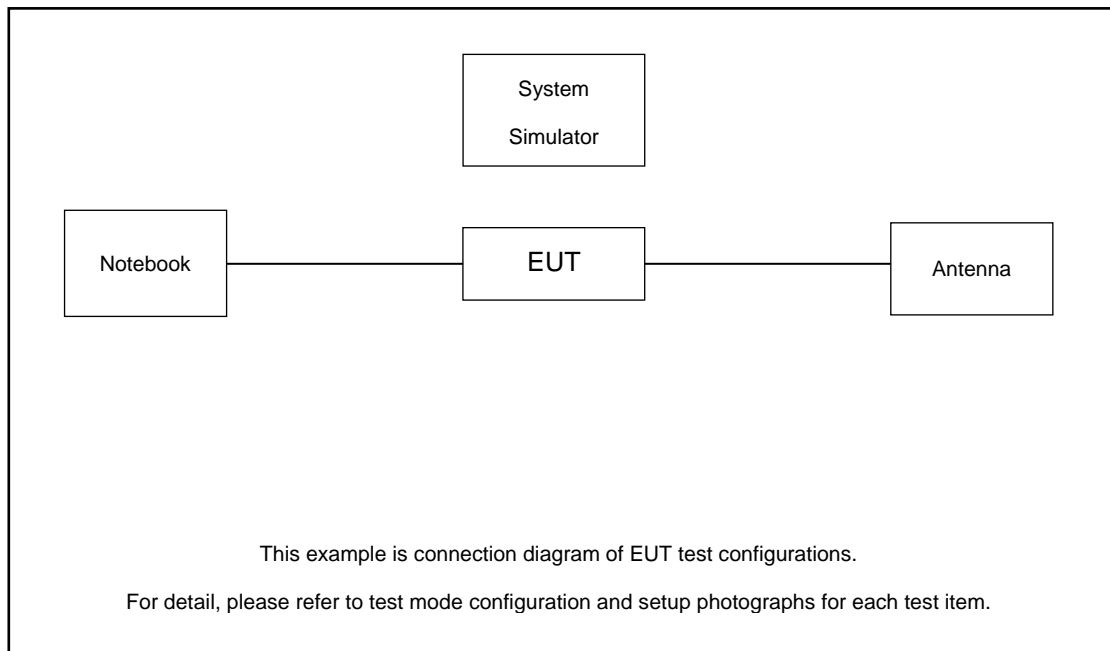 System
Simulator
Notebook
EUT
Antenna
This example is connection diagram of EUT test configurations.
For detail, please refer to test mode configuration and setup photographs for each test item.